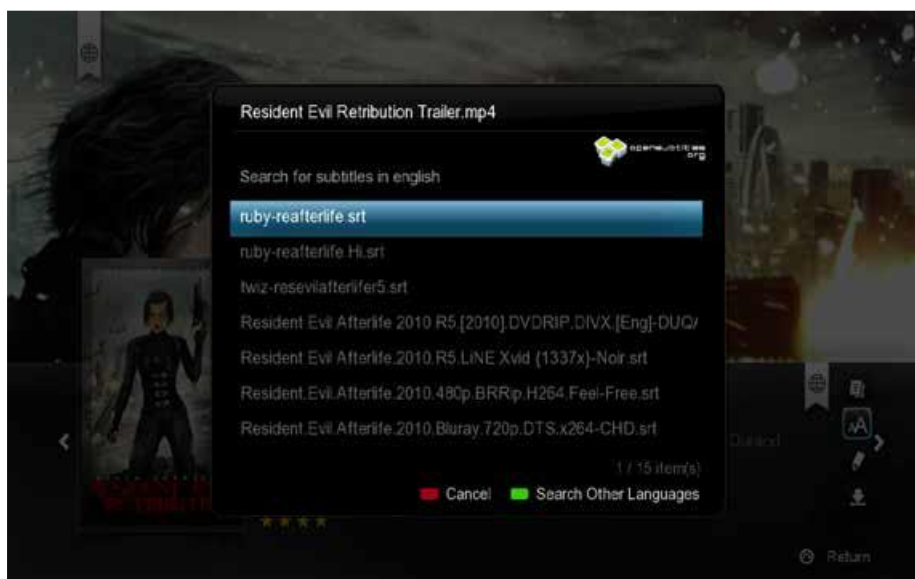 Resident Evil Retribution Trailer.mp4
opensubtitles
org
Search for subtitles in english
ruby-reafterlife.srt
ruby-reafterlife.Hi.srt
twiz-resevilafterlifer5.srt
Resident Evil Afterlife 2010 R5.[2010].DVDRIP.DIVX.[Eng]-DUQ/
Resident.Evil.Afterlife.2010.R5.LiNE.Xvid {1337x}-Noir.srt
Resident.Evil.Afterlife.2010.480p.BRRip.H264.Feel-Free.srt
Resident.Evil.Afterlife.2010.Bluray.720p.DTS.x264-CHD.srt
1 / 15 item(s)
Cancel Search Other Languages
Return